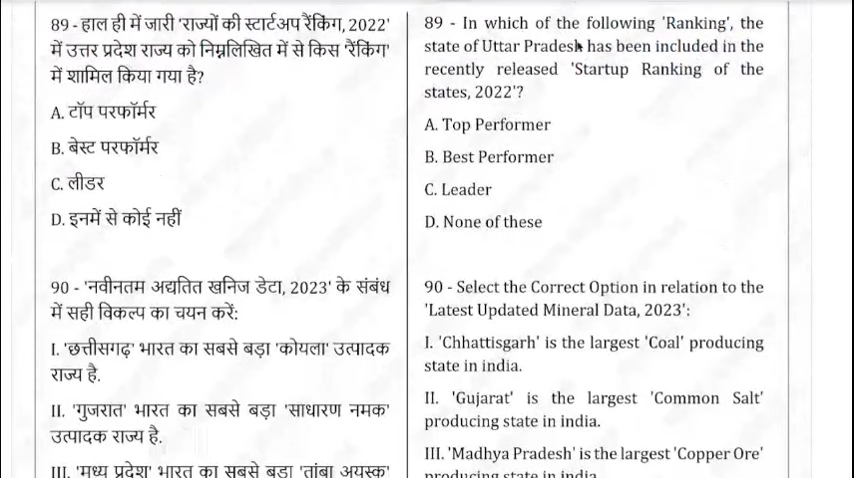 89 - हाल ही में जारी 'राज्यों की स्टार्टअप रैंकिंग, 2022'
में उत्तर प्रदेश राज्य को निम्नलिखित में से किस 'रैंकिंग'
में शामिल किया गया है?
A. टॉप परफॉर्मर
B. बेस्ट परफॉर्मर
C. लीडर
D. इनमें से कोई नहीं
90 - 'नवीनतम अद्यतित खनिज डेटा, 2023' के संबंध
में सही विकल्प का चयन करें:
I. 'छत्तीसगढ़' भारत का सबसे बड़ा 'कोयला' उत्पादक
राज्य है.
II. 'गुजरात' भारत का सबसे बड़ा 'साधारण नमक'
उत्पादक राज्य है.
III. 'मध्य प्रदेश' भारत का सबसे बड़ा 'तांबा अयस्क'
89 - In which of the following 'Ranking', the
state of Uttar Pradesh has been included in the
recently released 'Startup Ranking of the
states, 2022'?
A. Top Performer
B. Best Performer
C. Leader
D. None of these
90 - Select the Correct Option in relation to the
'Latest Updated Mineral Data, 2023':
I. 'Chhattisgarh' is the largest 'Coal' producing
state in india.
II. 'Gujarat' is the largest 'Common Salt'
producing state in india.
III. 'Madhya Pradesh' is the largest 'Copper Ore'
producing state in india